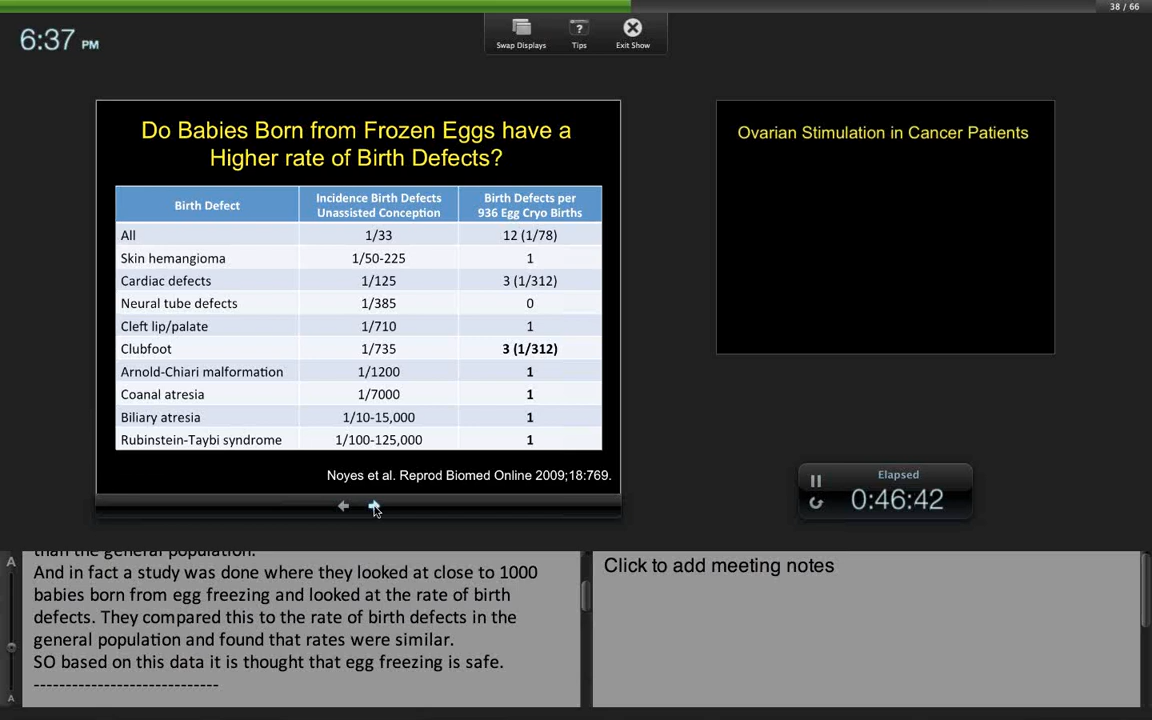 38 / 66
6:37 PM
Swap Displays
Tips
Exit Show
Do Babies Born from Frozen Eggs have a
Higher rate of Birth Defects?
Birth Defect
Incidence Birth Defects
Unassisted Conception
Birth Defects per
936 Egg Cryo Births
All 1/33 12 (1/78)
Skin hemangioma 1/50-225 1
Cardiac defects 1/125 3 (1/312)
Neural tube defects 1/385 0
Cleft lip/palate 1/710 1
Clubfoot 1/735 3 (1/312)
Arnold-Chiari malformation 1/1200 1
Coanal atresia 1/7000 1
Biliary atresia 1/10-15,000 1
Rubinstein-Taybi syndrome 1/100-125,000 1
Noyes et al. Reprod Biomed Online 2009;18:769.
Ovarian Stimulation in Cancer Patients
Elapsed
0:46:42
A
A
than the general population.
And in fact a study was done where they looked at close to 1000
babies born from egg freezing and looked at the rate of birth
defects. They compared this to the rate of birth defects in the
general population and found that rates were similar.
SO based on this data it is thought that egg freezing is safe.
----------------------------
Click to add meeting notes